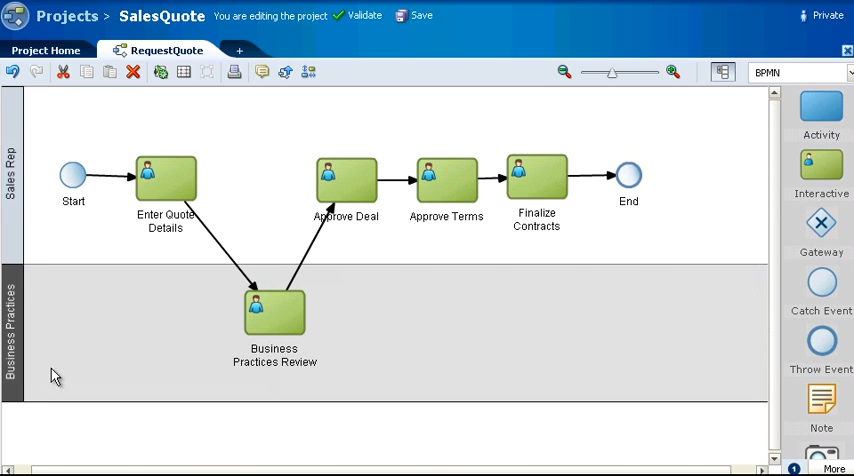 Projects > SalesQuote You are editing the project Validate Save Private
Project Home RequestQuote +
BPMN
Sales Rep
Start
Enter Quote
Details
Approve Deal
Approve Terms
Finalize
Contracts
End
Business Practices
Business
Practices Review
Activity
Interactive
Gateway
Catch Event
Throw Event
Note
1 More